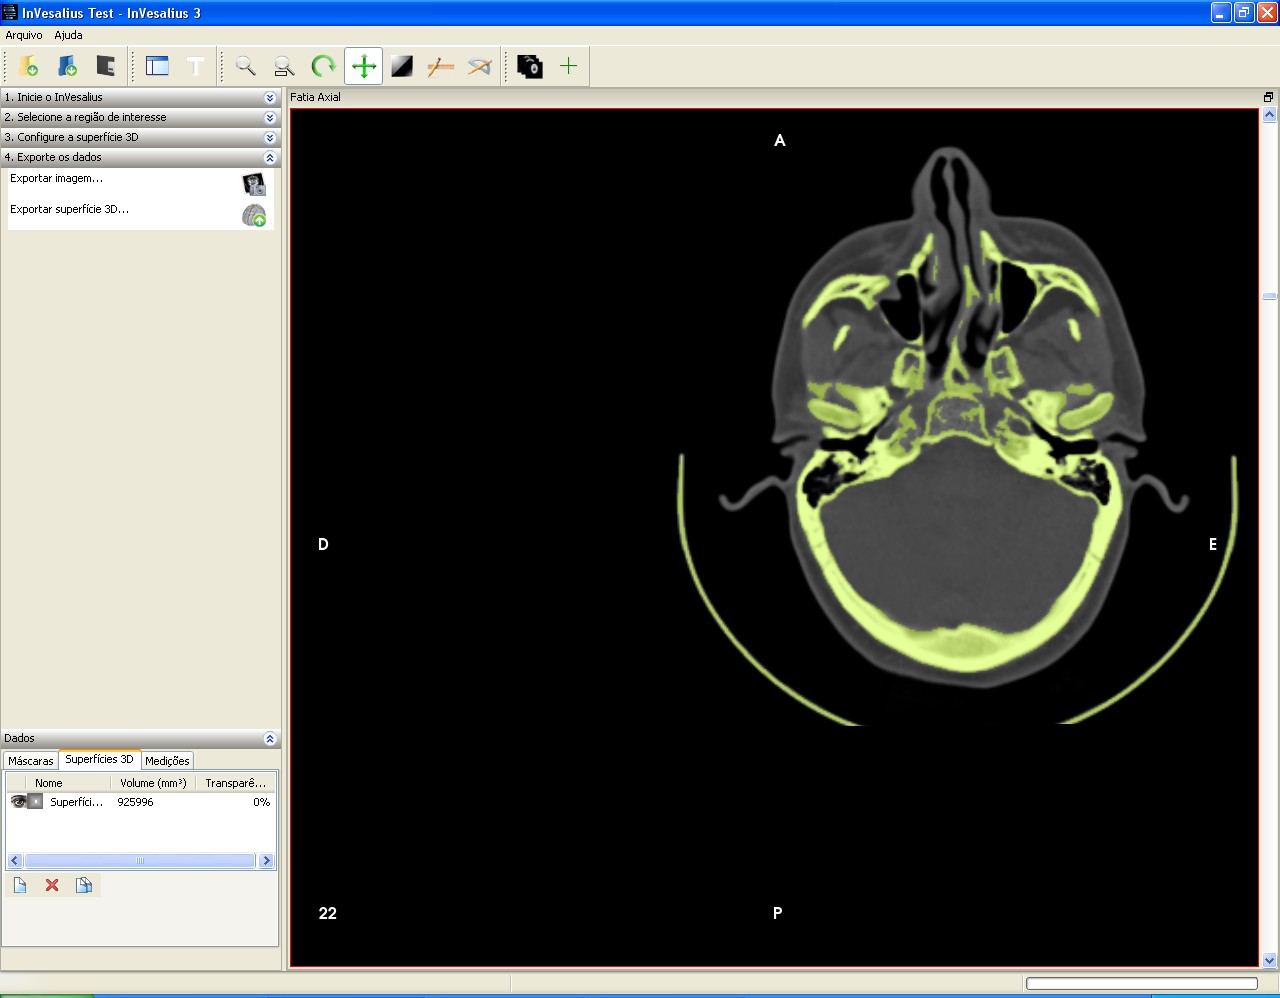 InVesalius Test - InVesalius 3
Arquivo Ajuda
T
1. Inicie o InVesalius
2. Selecione a região de interesse
3. Configure a superfície 3D
4. Exporte os dados
Exportar imagem...
Exportar superfície 3D...
Dados
Máscaras Superfícies 3D Medições
Nome Volume (mm³) Transparê...
Superfíci... 925996 0%
Fatia Axial
A
D
E
22
P